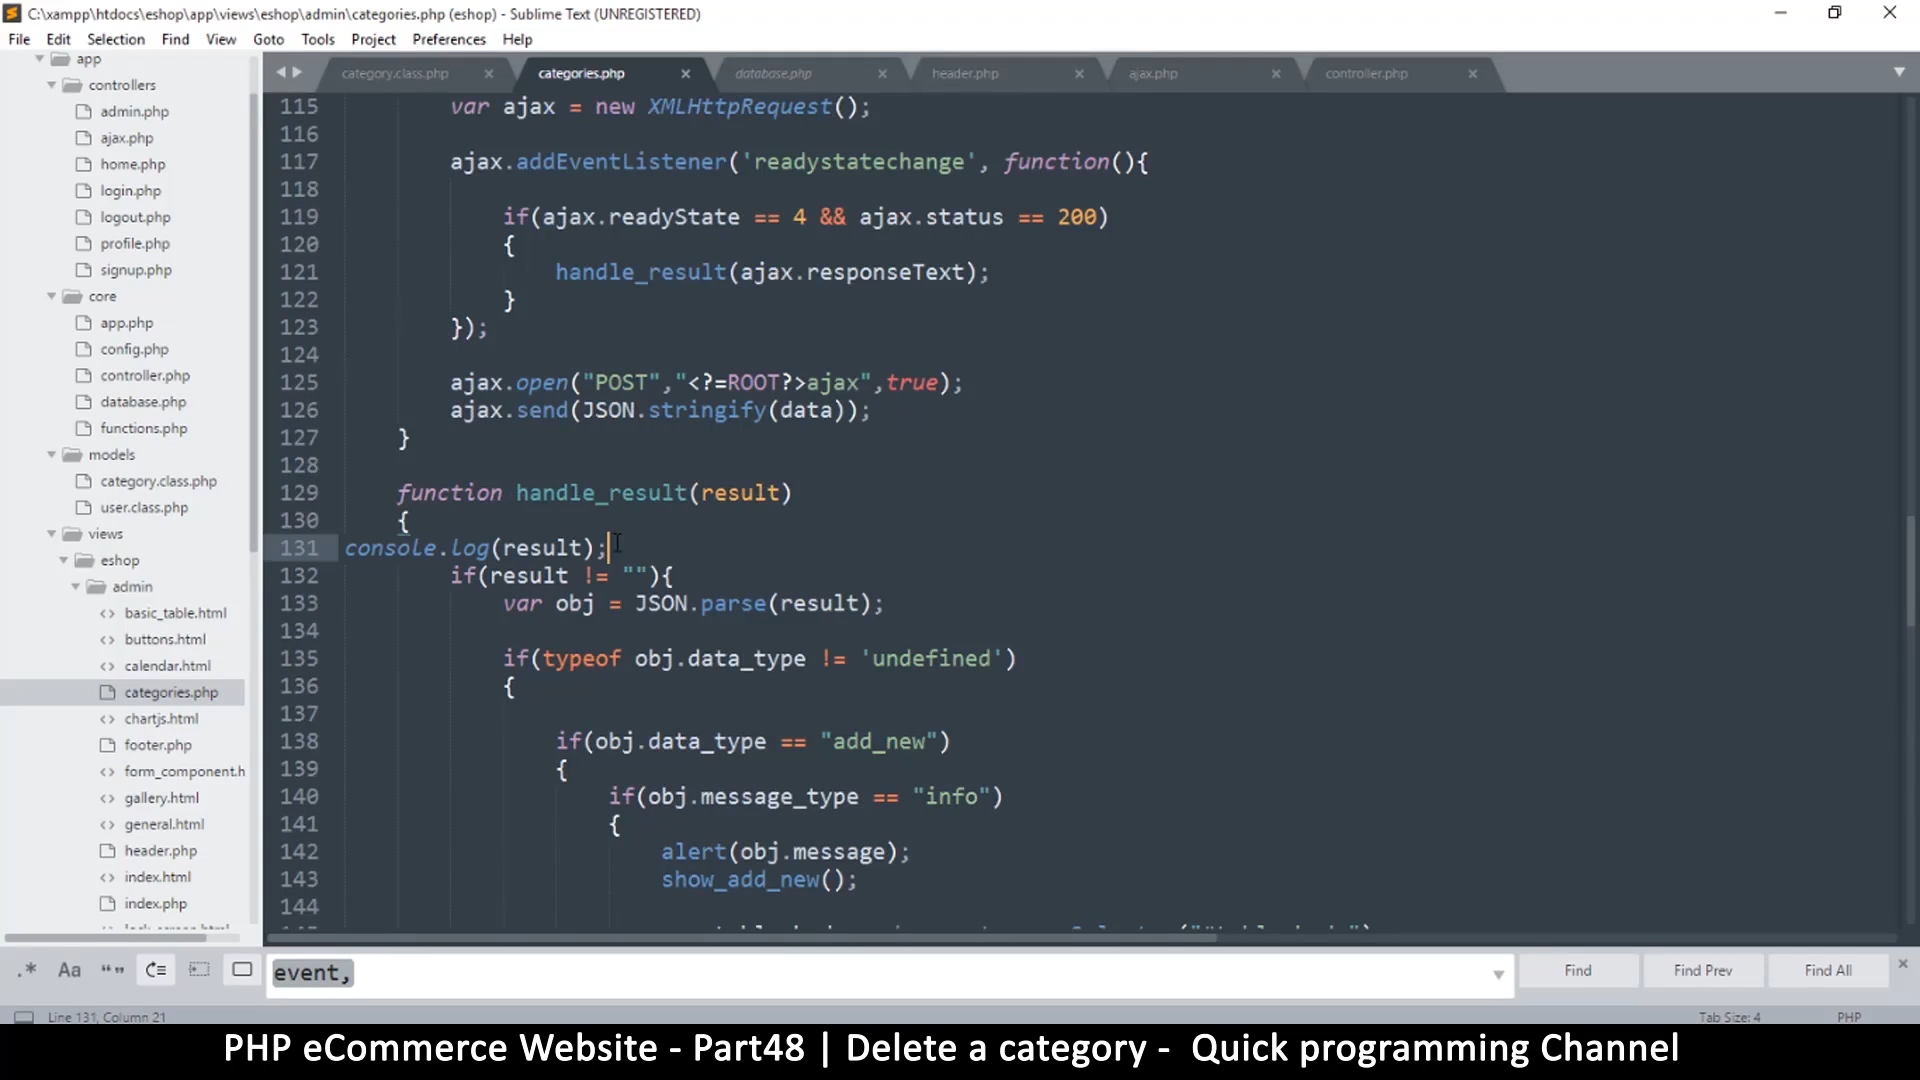 C:\xampp\htdocs\eshop\app\views\eshop\admin\categories.php (eshop) - Sublime Text (UNREGISTERED)
File Edit Selection Find View Goto Tools Project Preferences Help
app
controllers
admin.php
ajax.php
home.php
login.php
logout.php
profile.php
signup.php
core
app.php
config.php
controller.php
database.php
functions.php
models
category.class.php
user.class.php
views
eshop
admin
basic_table.html
buttons.html
calendar.html
categories.php
chartjs.html
footer.php
form_component.h
gallery.html
general.html
header.php
index.html
index.php
category.class.php categories.php database.php header.php ajax.php controller.php
115 var ajax = new XMLHttpRequest();
116
117 ajax.addEventListener('readystatechange', function(){
118
119 if(ajax.readyState == 4 && ajax.status == 200)
120 {
121 handle_result(ajax.responseText);
122 }
123 });
124
125 ajax.open("POST","<?=ROOT?>ajax",true);
126 ajax.send(JSON.stringify(data));
127 }
128
129 function handle_result(result)
130 {
131 console.log(result);
132 if(result != ""){
133 var obj = JSON.parse(result);
134
135 if(typeof obj.data_type != 'undefined')
136 {
137
138 if(obj.data_type == "add_new")
139 {
140 if(obj.message_type == "info")
141 {
142 alert(obj.message);
143 show_add_new();
144
.* Aa “” event, Find Find Prev Find All
Line 131, Column 21 Tab Size: 4 PHP
PHP eCommerce Website - Part48 | Delete a category - Quick programming Channel